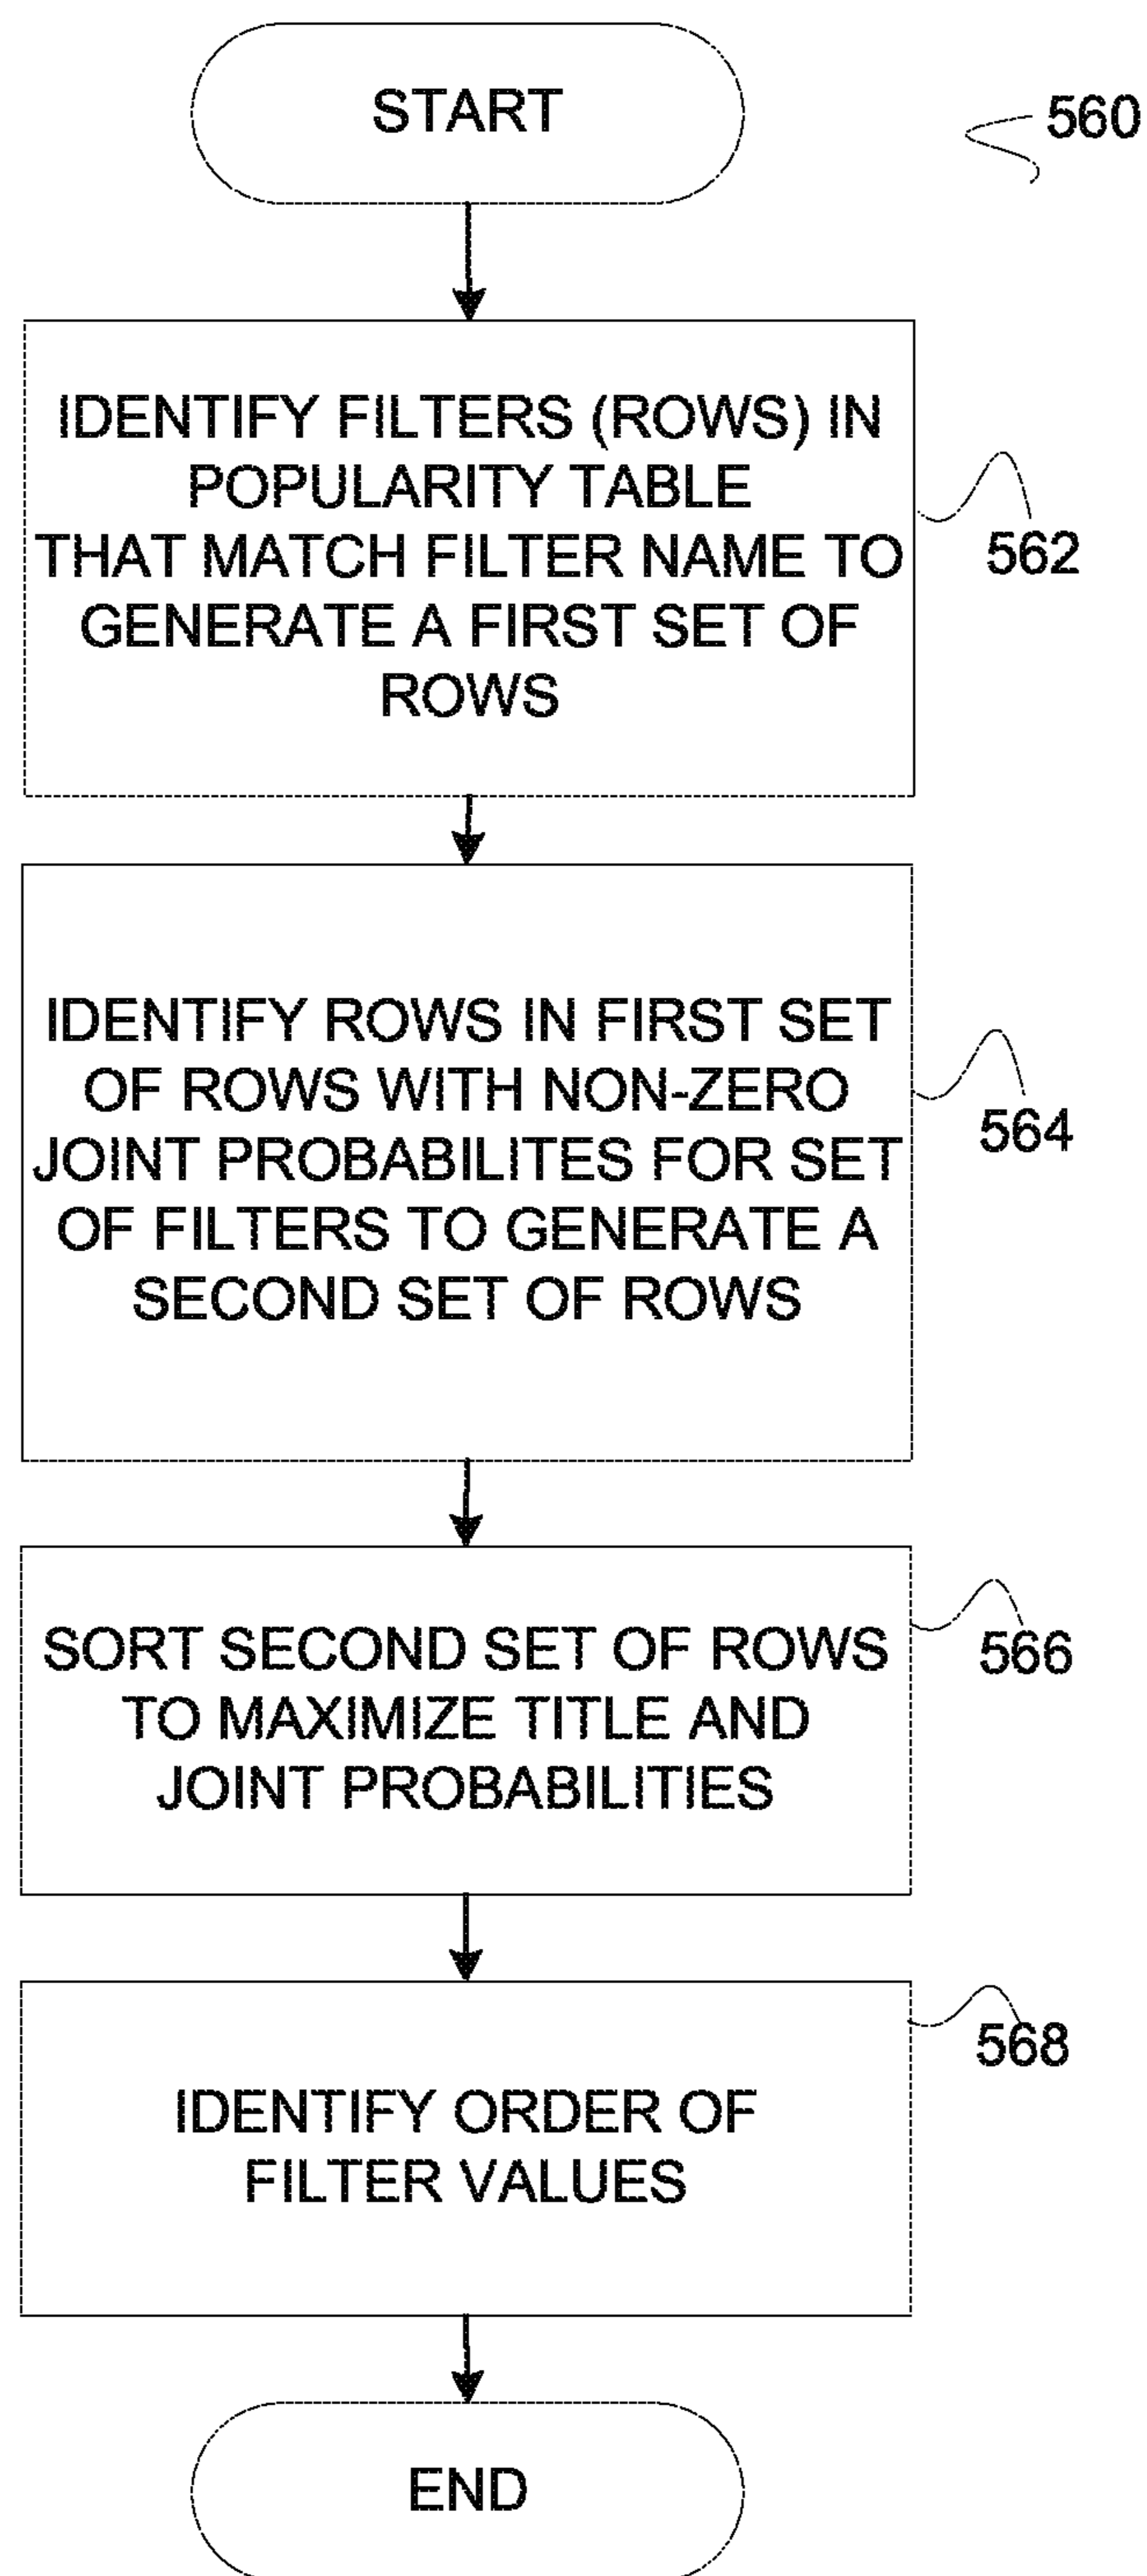 START
560
IDENTIFY FILTERS (ROWS) IN
POPULARITY TABLE
THAT MATCH FILTER NAME TO
GENERATE A FIRST SET OF
ROWS
562
IDENTIFY ROWS IN FIRST SET
OF ROWS WITH NON-ZERO
JOINT PROBABILITES FOR SET
OF FILTERS TO GENERATE A
SECOND SET OF ROWS
564
SORT SECOND SET OF ROWS
TO MAXIMIZE TITLE AND
JOINT PROBABILITIES
566
IDENTIFY ORDER OF
FILTER VALUES
568
END